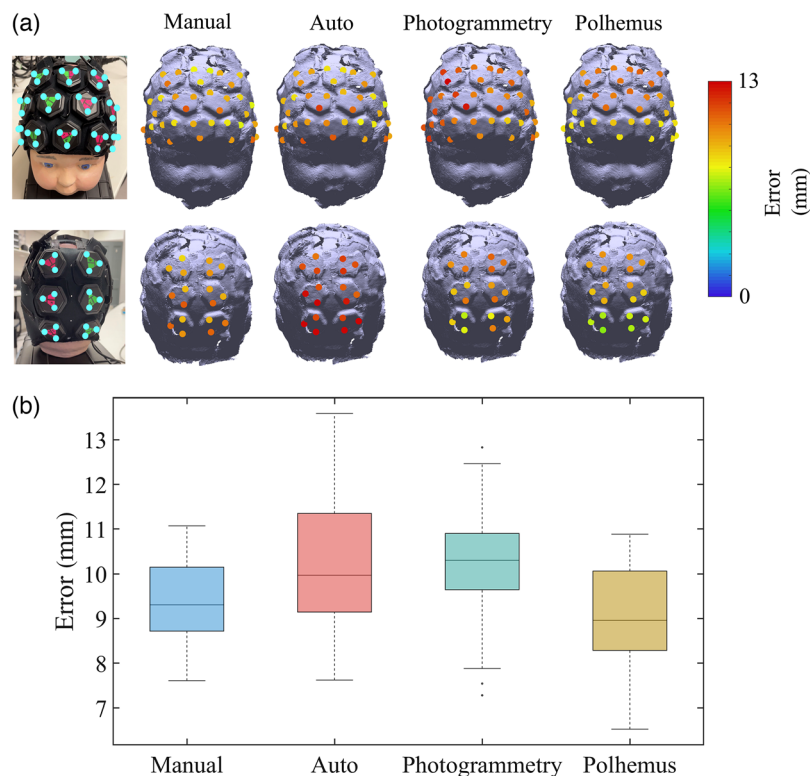 (a)
Manual Auto Photogrammetry Polhemus
13
Error
(mm)
0
(b)
Error (mm)
13
12
11
10
9
8
7
Manual Auto Photogrammetry Polhemus